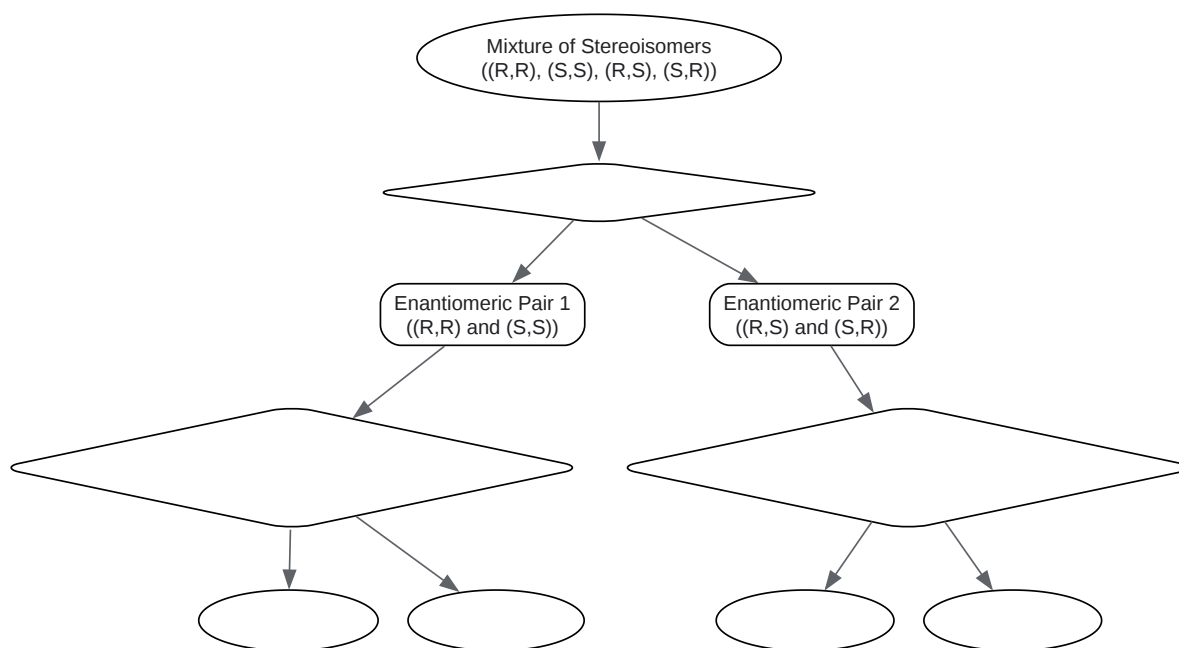 Mixture of Stereoisomers
((R,R), (S,S), (R,S), (S,R))
Enantiomeric Pair 1
((R,R) and (S,S))
Enantiomeric Pair 2
((R,S) and (S,R))